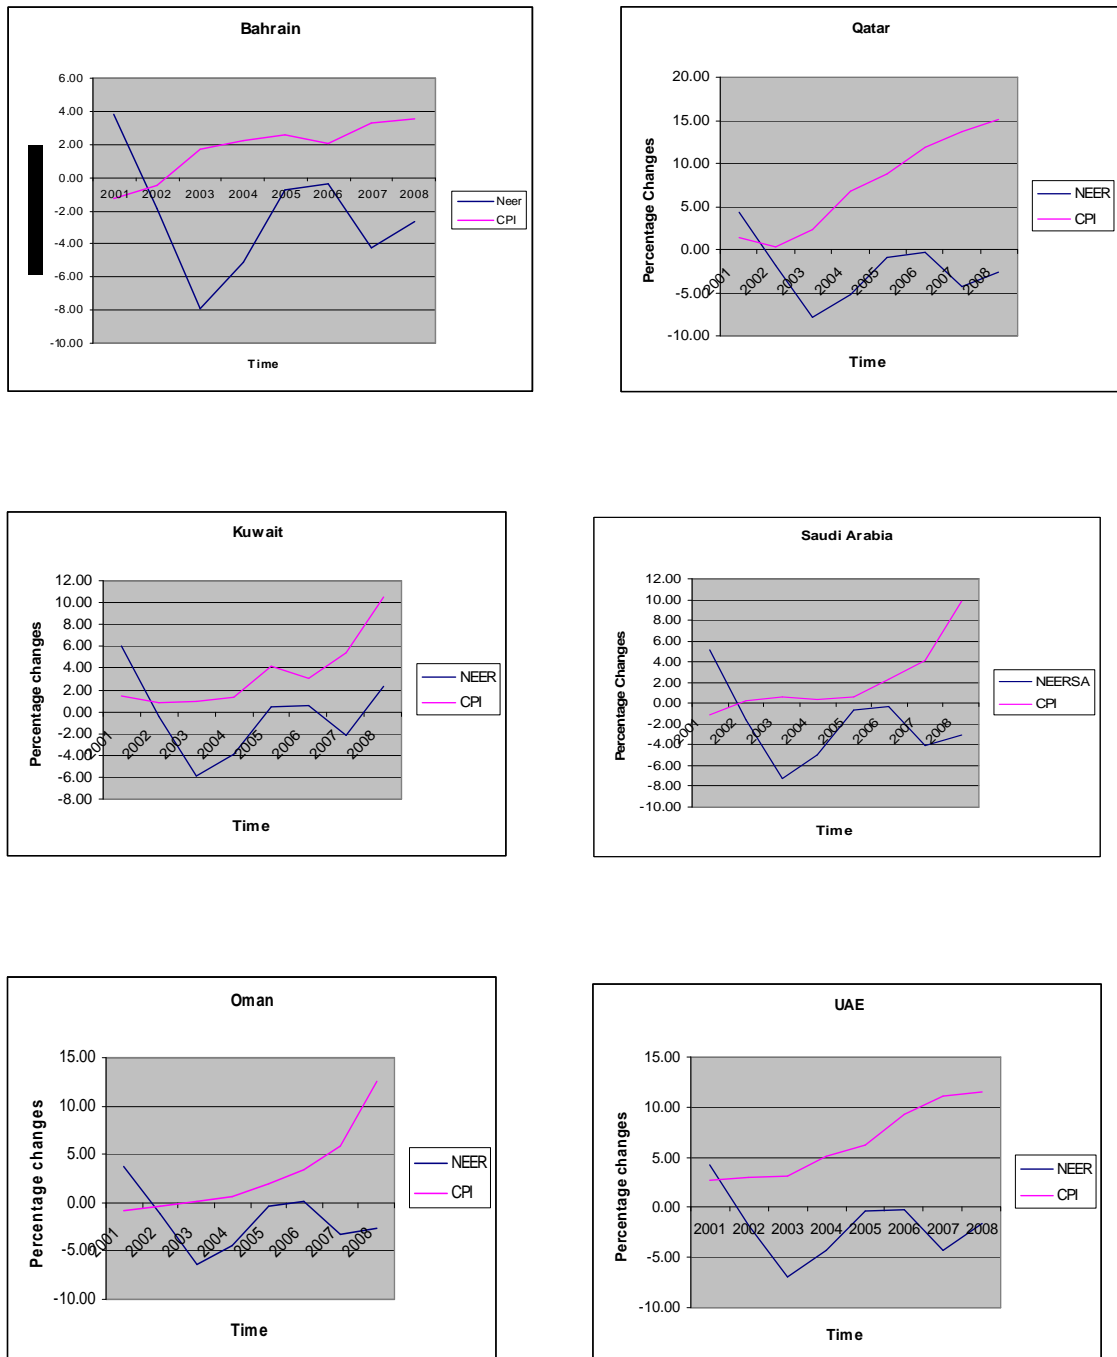 Bahrain
6.00
4.00
2.00
0.00
-2.00
-4.00
-6.00
-8.00
-10.00
2001 2002 2003 2004 2005 2006 2007 2008
Time
Neer
CPI
Qatar
Percentage Changes
20.00
15.00
10.00
5.00
0.00
-5.00
-10.00
2001 2002 2003 2004 2005 2006 2007 2008
Time
NEER
CPI
Kuwait
Percentage changes
12.00
10.00
8.00
6.00
4.00
2.00
0.00
-2.00
-4.00
-6.00
-8.00
2001 2002 2003 2004 2005 2006 2007 2008
Time
NEER
CPI
Saudi Arabia
Percentage Changes
12.00
10.00
8.00
6.00
4.00
2.00
0.00
-2.00
-4.00
-6.00
-8.00
-10.00
2001 2002 2003 2004 2005 2006 2007 2008
Time
NEERSA
CPI
Oman
Percentage changes
15.00
10.00
5.00
0.00
-5.00
-10.00
2001 2002 2003 2004 2005 2006 2007 2008
Time
NEER
CPI
UAE
Percentage changes
15.00
10.00
5.00
0.00
-5.00
-10.00
2001 2002 2003 2004 2005 2006 2007 2008
Time
NEER
CPI